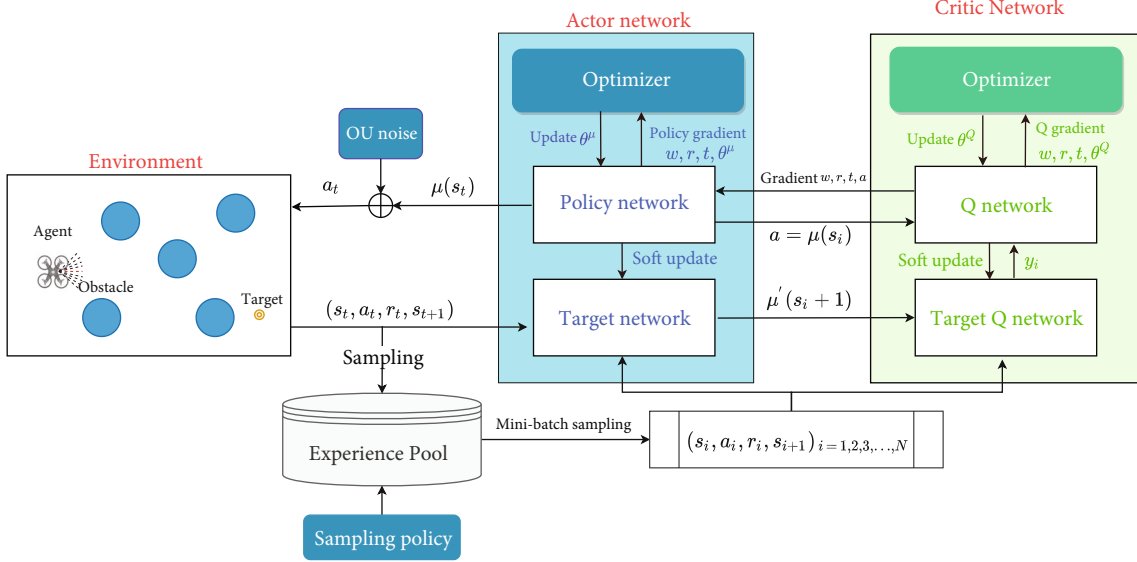 Actor network
Critic Network
Optimizer
Optimizer
OU noise
Update θ^μ
Policy gradient
w, r, t, θ^μ
Update θ^Q
Q gradient
w, r, t, θ^Q
Environment
a_t
μ(s_t)
Policy network
Gradient w, r, t, a
Q network
a = μ(s_i)
Agent
Obstacle
Target
Soft update
Soft update
y_i
(s_t, a_t, r_t, s_{t+1})
Target network
μ′(s_i + 1)
Target Q network
Sampling
Experience Pool
Mini-batch sampling
(s_i, a_i, r_i, s_{i+1})_{i=1,2,3,…,N}
Sampling policy